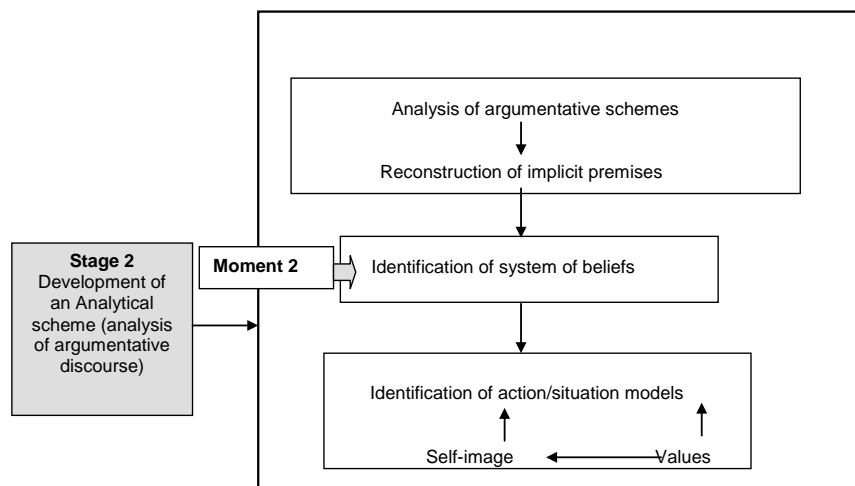 Analysis of argumentative schemes
Reconstruction of implicit premises
Stage 2
Development of
an Analytical
scheme (analysis
of argumentative
discourse)
Moment 2
Identification of system of beliefs
Identification of action/situation models
Self-image
Values